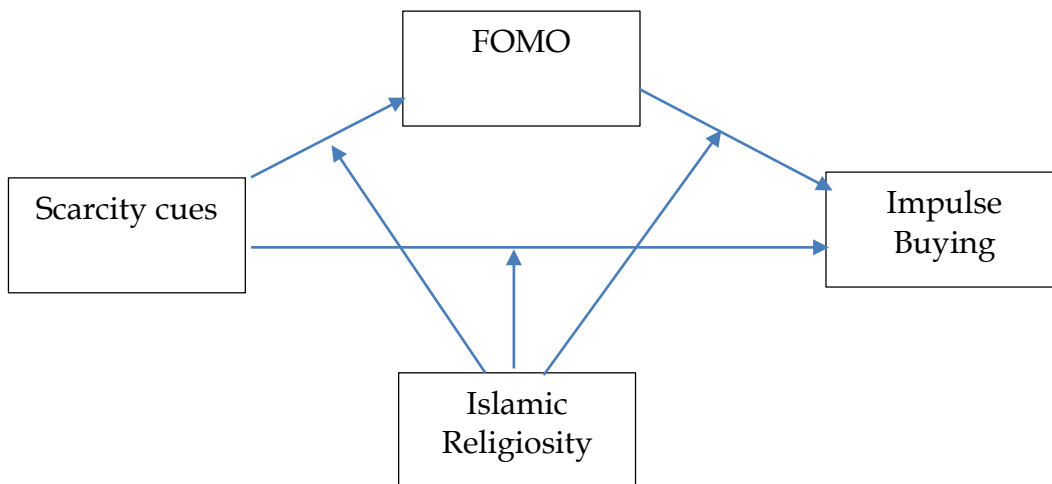 FOMO
Scarcity cues
Impulse
Buying
Islamic
Religiosity